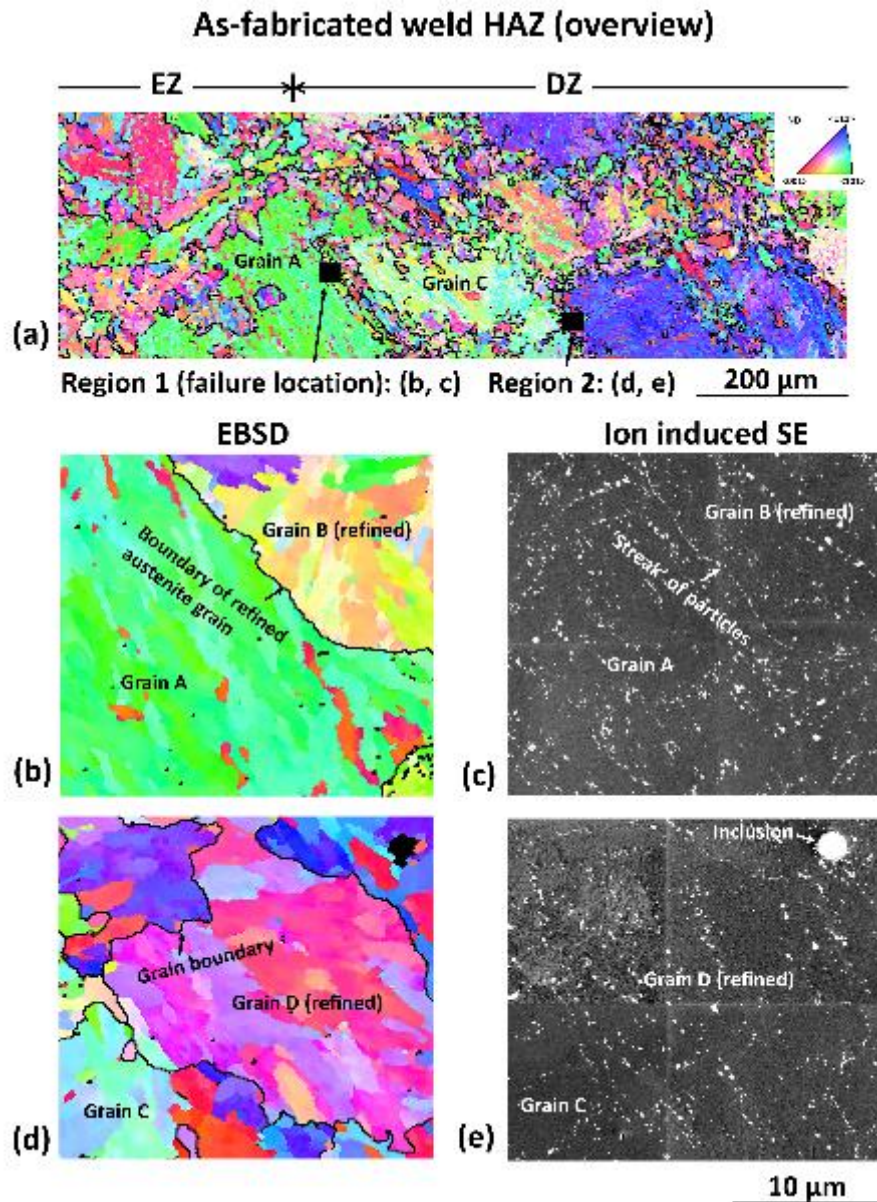 As-fabricated weld HAZ (overview)
EZ DZ
Grain A
Grain C
(a)
Region 1 (failure location): (b, c) Region 2: (d, e) 200 μm
EBSD Ion induced SE
Grain B (refined)
Boundary of refined
austenite grain
Grain A
(b)
Grain B (refined)
'Streak' of particles
Grain A
(c)
Grain boundary
Grain D (refined)
Grain C
(d)
Inclusion
Grain D (refined)
Grain C
(e)
10 μm